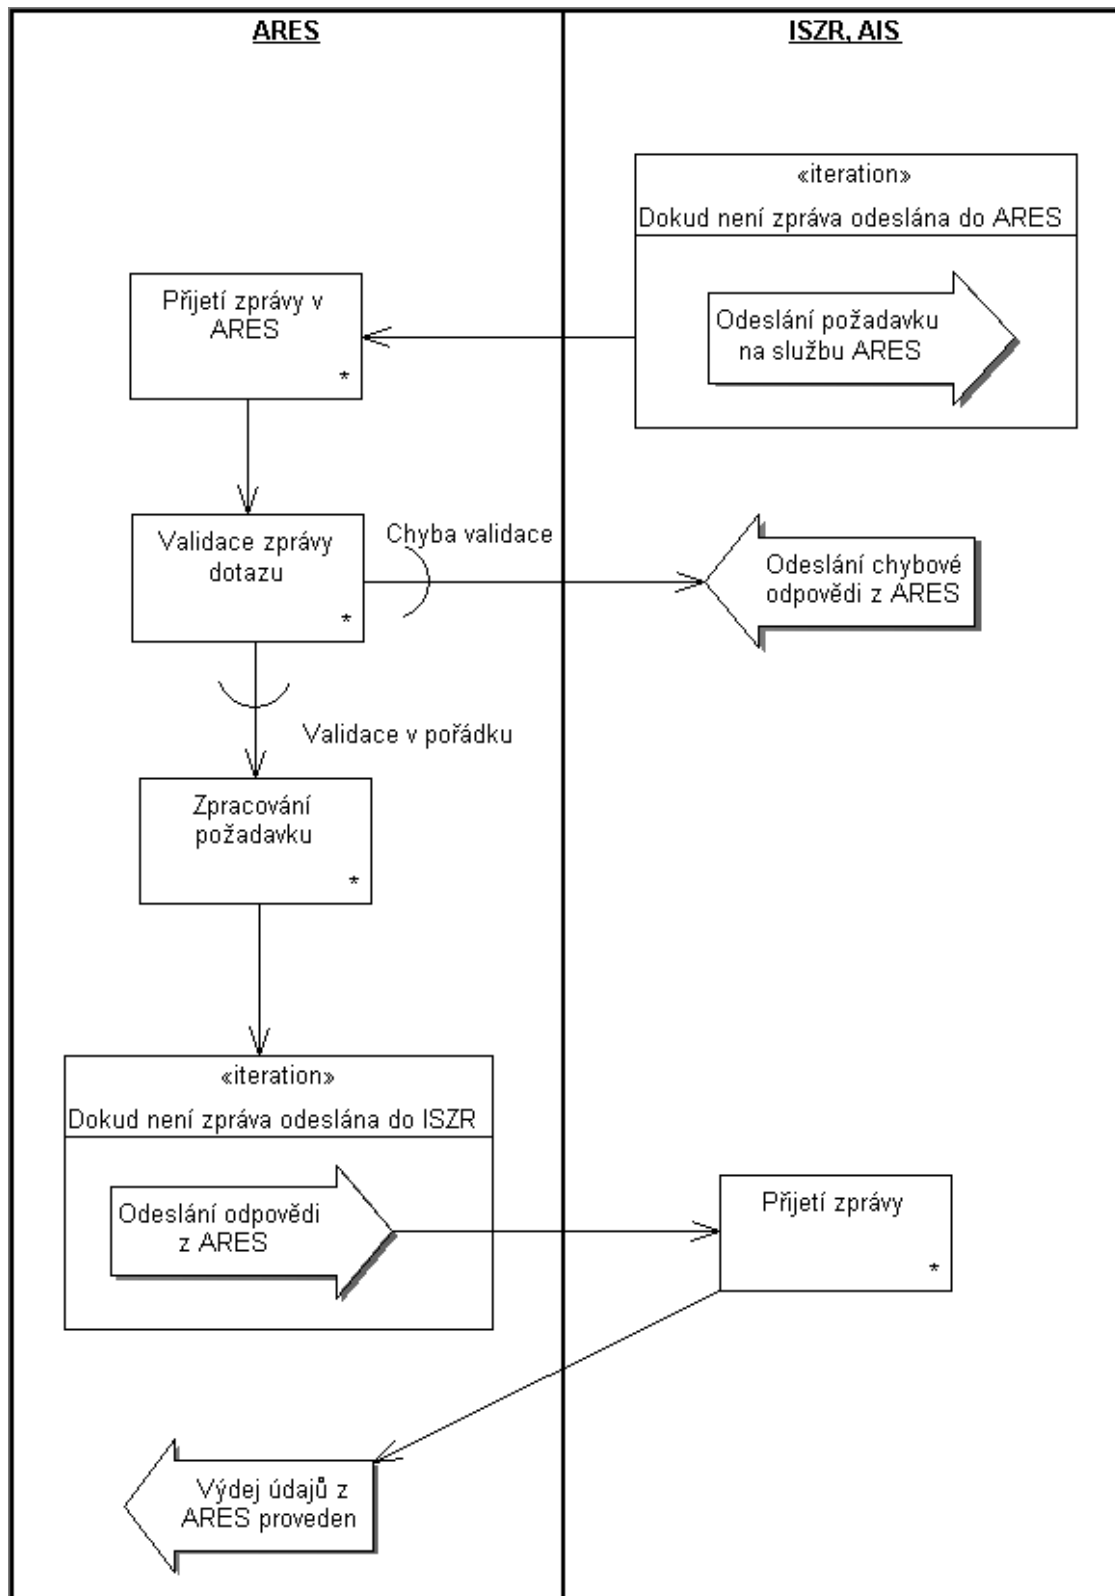 ARES
ISZR, AIS
«iteration»
Dokud není zpráva odeslána do ARES
Odeslání požadavku
na službu ARES
Přijetí zprávy v
ARES
*
Validace zprávy
dotazu
*
Chyba validace
Odeslání chybové
odpovědi z ARES
Validace v pořádku
Zpracování
požadavku
*
«iteration»
Dokud není zpráva odeslána do ISZR
Odeslání odpovědi
z ARES
Přijetí zprávy
*
Výdej údajů z
ARES proveden